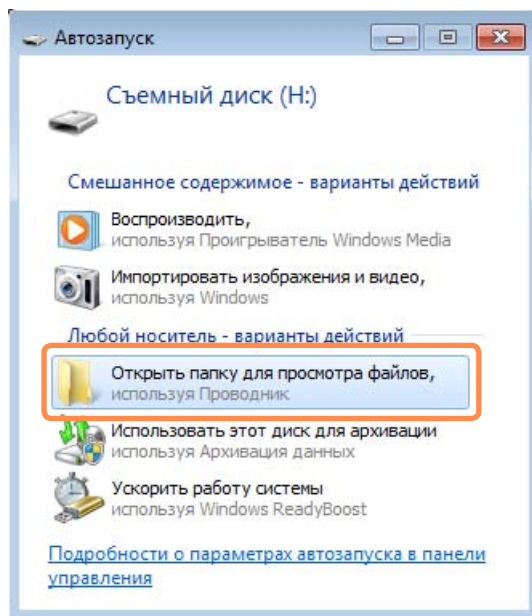 Автозапуск
Съемный диск (H:)
Смешанное содержимое - варианты действий
Воспроизводить,
используя Проигрыватель Windows Media
Импортировать изображения и видео,
используя Windows
Любой носитель - варианты действий
Открыть папку для просмотра файлов,
используя Проводник
Использовать этот диск для архивации
используя Архивация данных
Ускорить работу системы
используя Windows ReadyBoost
Подробности о параметрах автозапуска в панели
управления